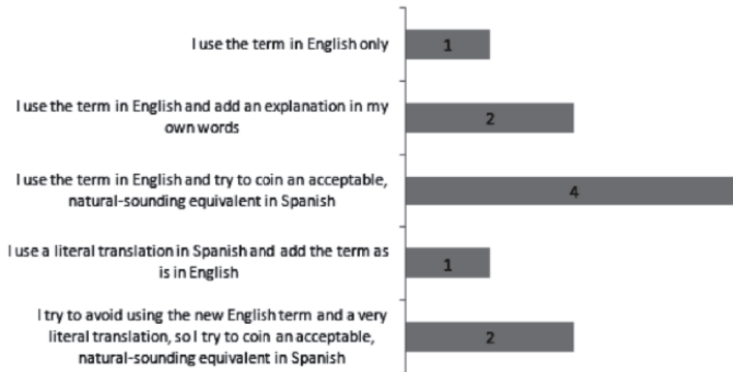 I use the term in English only
1
I use the term in English and add an explanation in my
own words
2
I use the term in English and try to coin an acceptable,
natural-sounding equivalent in Spanish
4
I use a literal translation in Spanish and add the term as
is in English
1
I try to avoid using the new English term and a very
literal translation, so I try to coin an acceptable,
natural-sounding equivalent in Spanish
2